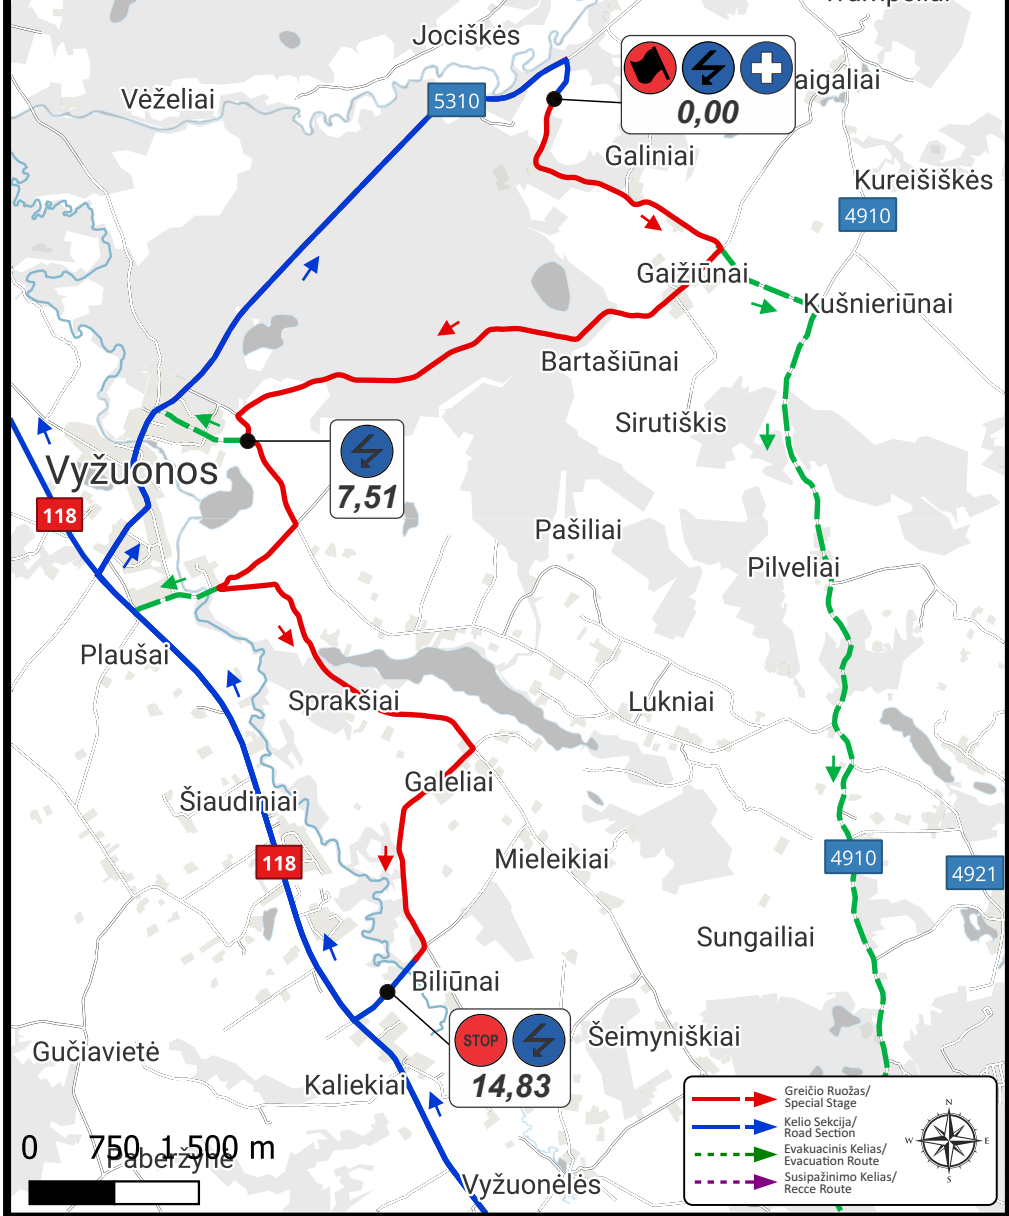 Jociškės
Vėželiai
5310
aigaliai
0,00
Galiniai
Kureišiškės
4910
Gaižiūnai
Kušnieriūnai
Bartašiūnai
Sirutiškis
Vyžuonos
7,51
118
Pašiliai
Pilveliai
Plaušai
Sprakšiai
Lukniai
Galeliai
Šiaudiniai
118
Mieleikiai
4910
4921
Sungailiai
Biliūnai
STOP
14,83
Šeimyniškiai
Gučiavietė
Kaliekiai
Greičio Ruožas/
Special Stage
Kelio Sekcija/
Road Section
Evakuacinis Kelias/
Evacuation Route
Susipažinimo Kelias/
Recce Route
N
W
E
S
0 750 1 500 m
Paberžynė
Vyžuonėlės